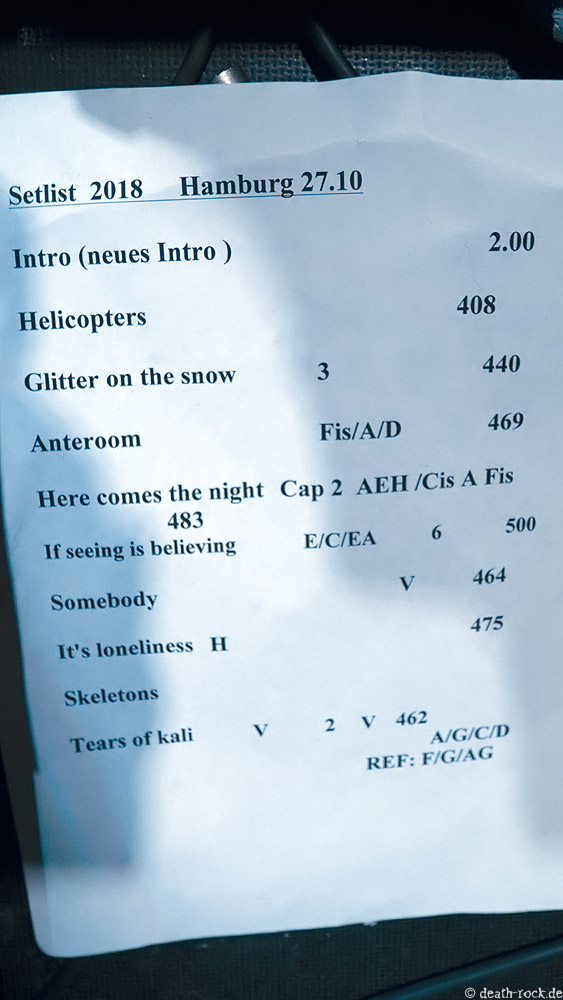 Setlist 2018 Hamburg 27.10
Intro (neues Intro ) 2.00
Helicopters 408
Glitter on the snow 3 440
Anteroom Fis/A/D 469
Here comes the night Cap 2 AEH /Cis A Fis
483
If seeing is believing E/C/EA 6 500
Somebody V 464
It's loneliness H 475
Skeletons
Tears of kali V 2 V 462
A/G/C/D
REF: F/G/AG
© death-rock.de